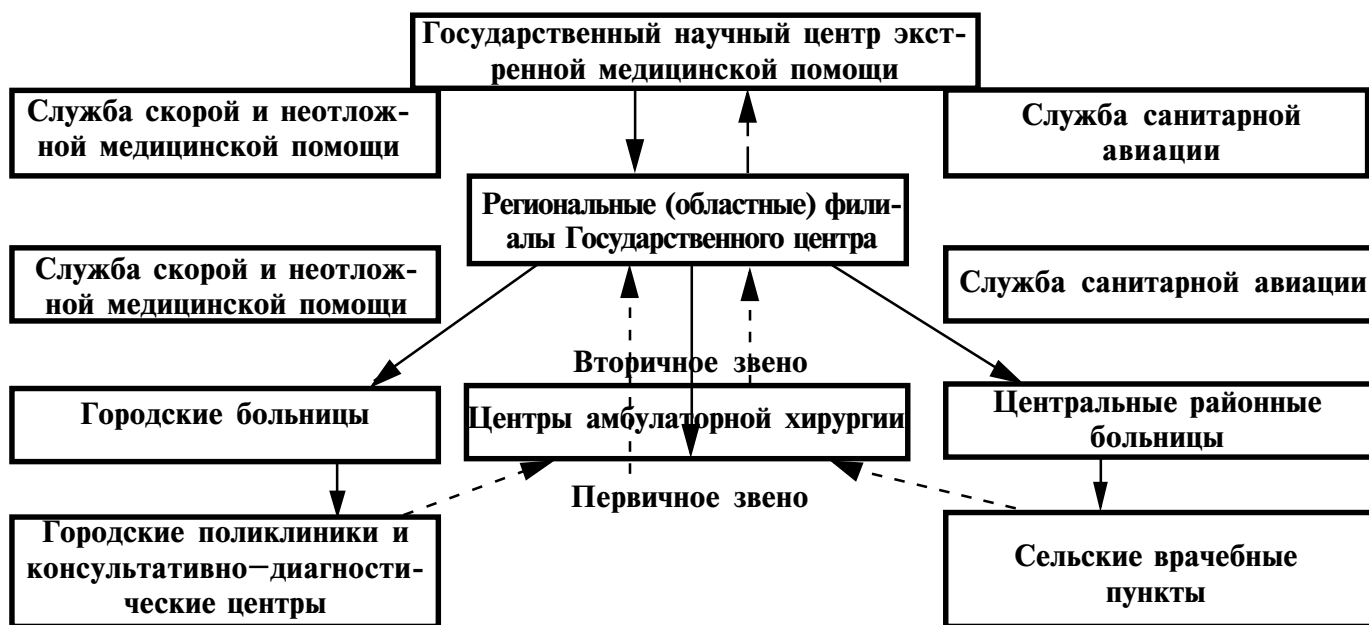 Государственный научный центр экст-
ренной медицинской помощи
Служба скорой и неотлож-
ной медицинской помощи
Служба санитарной
авиации
Региональные (областные) фили-
алы Государственного центра
Служба скорой и неотлож-
ной медицинской помощи
Служба санитарной авиации
Вторичное звено
Городские больницы
Центры амбулаторной хирургии
Центральные районные
больницы
Первичное звено
Городские поликлиники и
консультативно—диагности-
ческие центры
Сельские врачебные
пункты